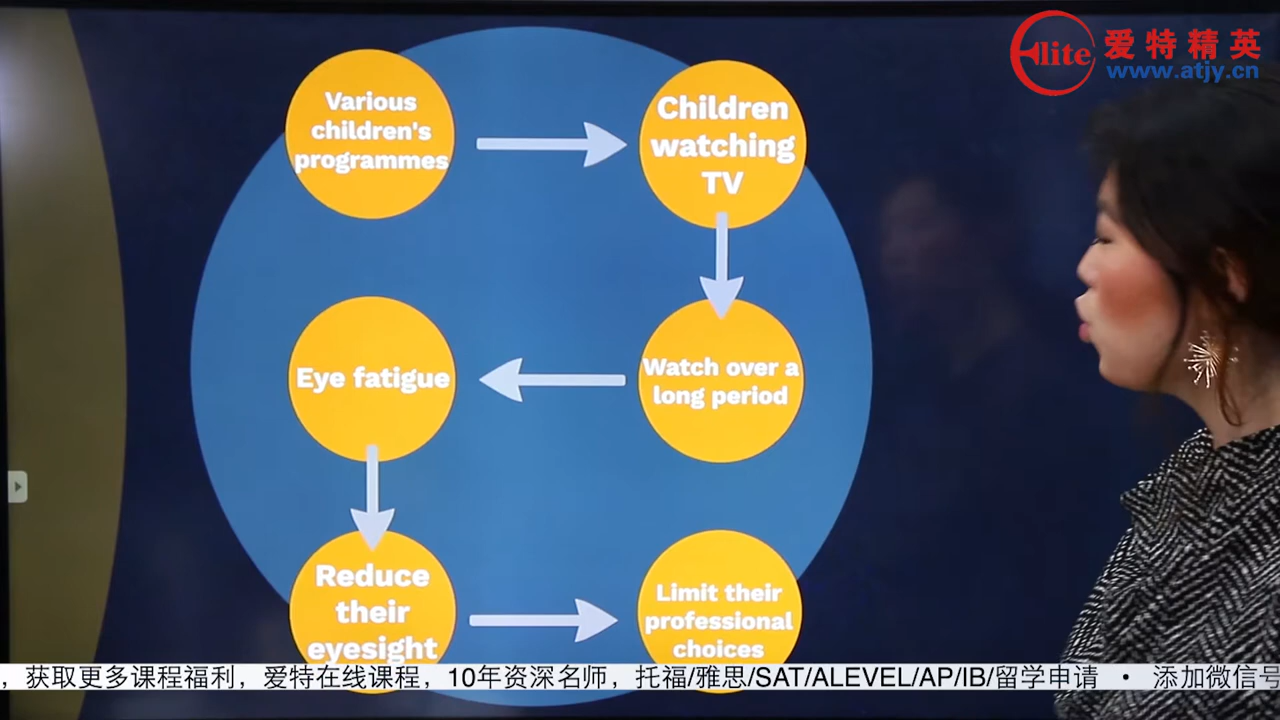 Elite 爱特精英
www.atjy.cn
Various
children's
programmes
Children
watching
TV
Watch over a
long period
Eye fatigue
Reduce
their
eyesight
Limit their
professional
choices
，获取更多课程福利，爱特在线课程，10年资深名师，托福/雅思/SAT/ALEVEL/AP/IB/留学申请 • 添加微信号